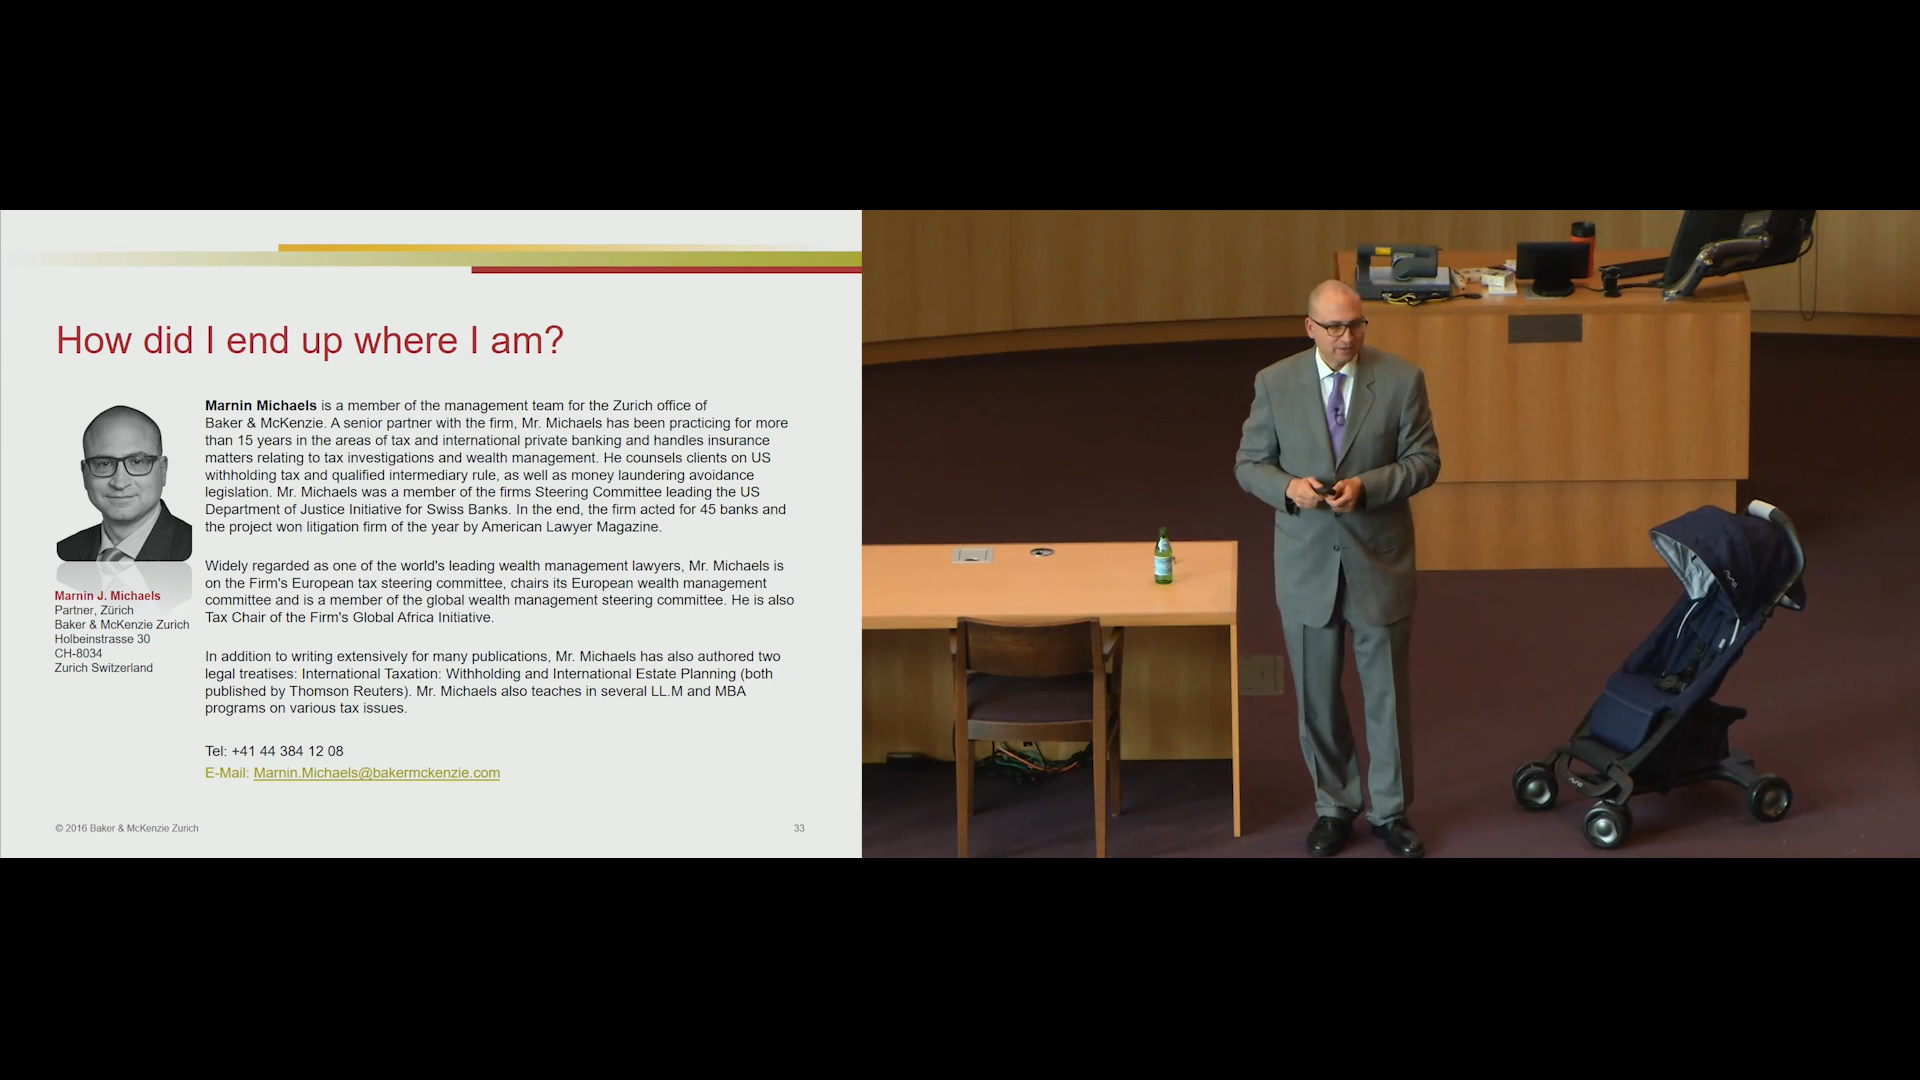 How did I end up where I am?
Marnin Michaels is a member of the management team for the Zurich office of
Baker & McKenzie. A senior partner with the firm, Mr. Michaels has been practicing for more
than 15 years in the areas of tax and international private banking and handles insurance
matters relating to tax investigations and wealth management. He counsels clients on US
withholding tax and qualified intermediary rule, as well as money laundering avoidance
legislation. Mr. Michaels was a member of the firms Steering Committee leading the US
Department of Justice Initiative for Swiss Banks. In the end, the firm acted for 45 banks and
the project won litigation firm of the year by American Lawyer Magazine.
Widely regarded as one of the world's leading wealth management lawyers, Mr. Michaels is
on the Firm's European tax steering committee, chairs its European wealth management
committee and is a member of the global wealth management steering committee. He is also
Tax Chair of the Firm's Global Africa Initiative.
In addition to writing extensively for many publications, Mr. Michaels has also authored two
legal treatises: International Taxation: Withholding and International Estate Planning (both
published by Thomson Reuters). Mr. Michaels also teaches in several LL.M and MBA
programs on various tax issues.
Tel: +41 44 384 12 08
E-Mail: Marnin.Michaels@bakermckenzie.com
Marnin J. Michaels
Partner, Zürich
Baker & McKenzie Zurich
Holbeinstrasse 30
CH-8034
Zurich Switzerland
© 2016 Baker & McKenzie Zurich
33
nuna
nuna